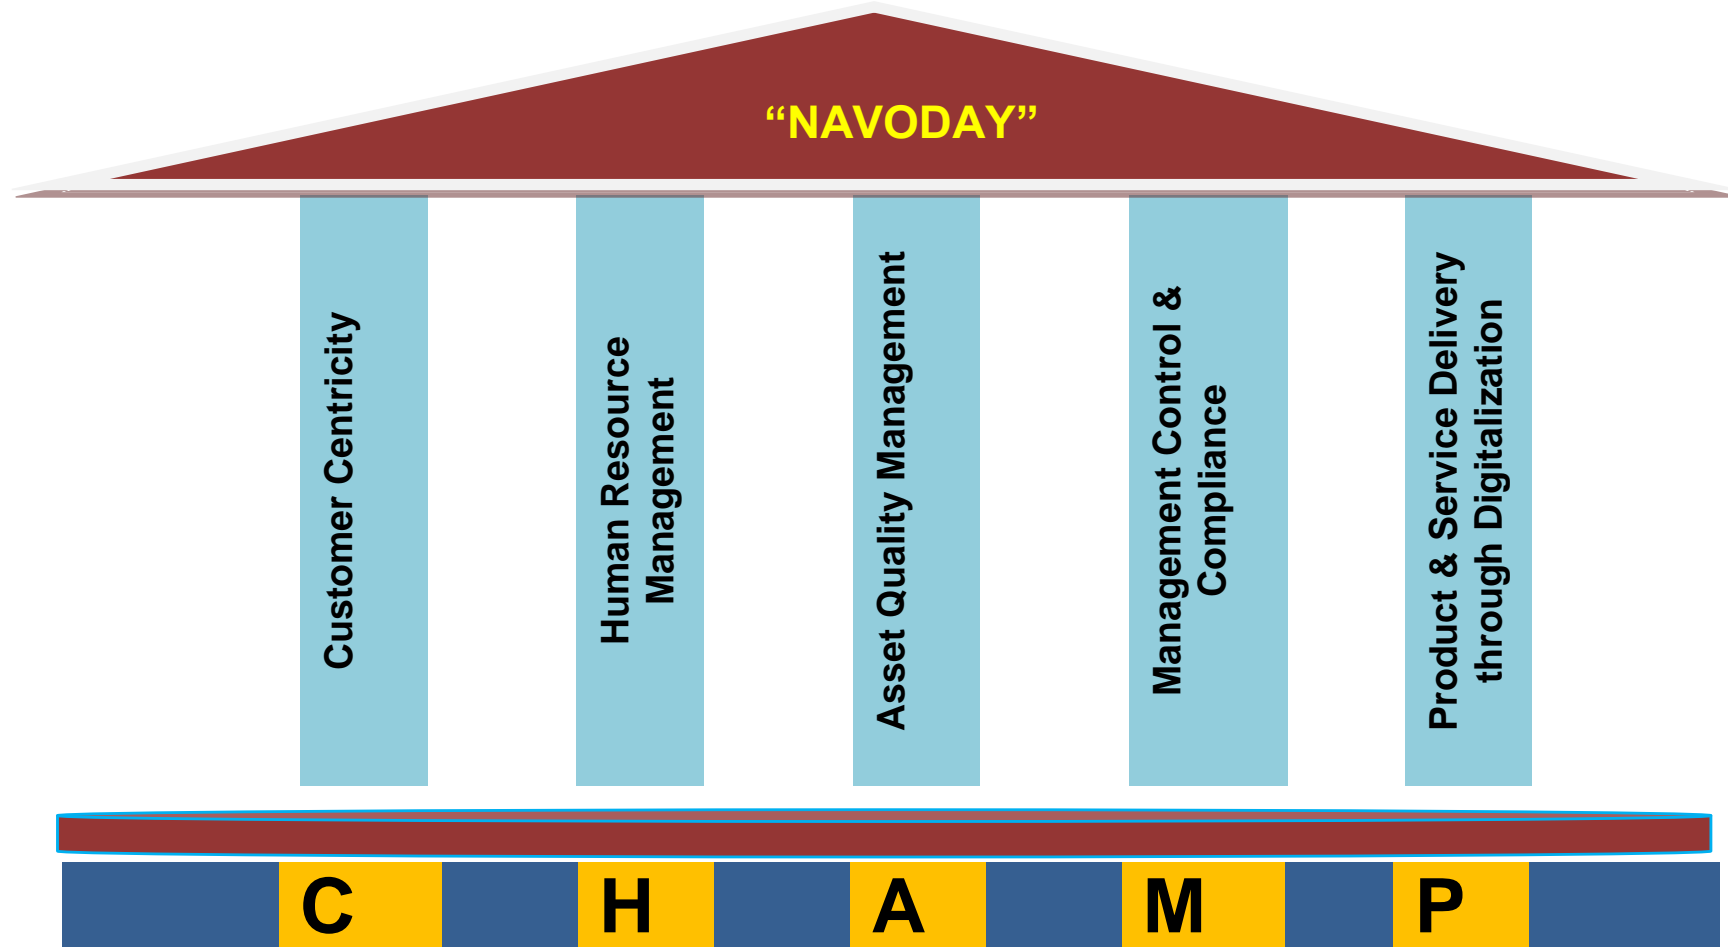 “NAVODAY”
Customer Centricity
Human Resource
Management
Asset Quality Management
Management Control &
Compliance
Product & Service Delivery
through Digitalization
C H A M P